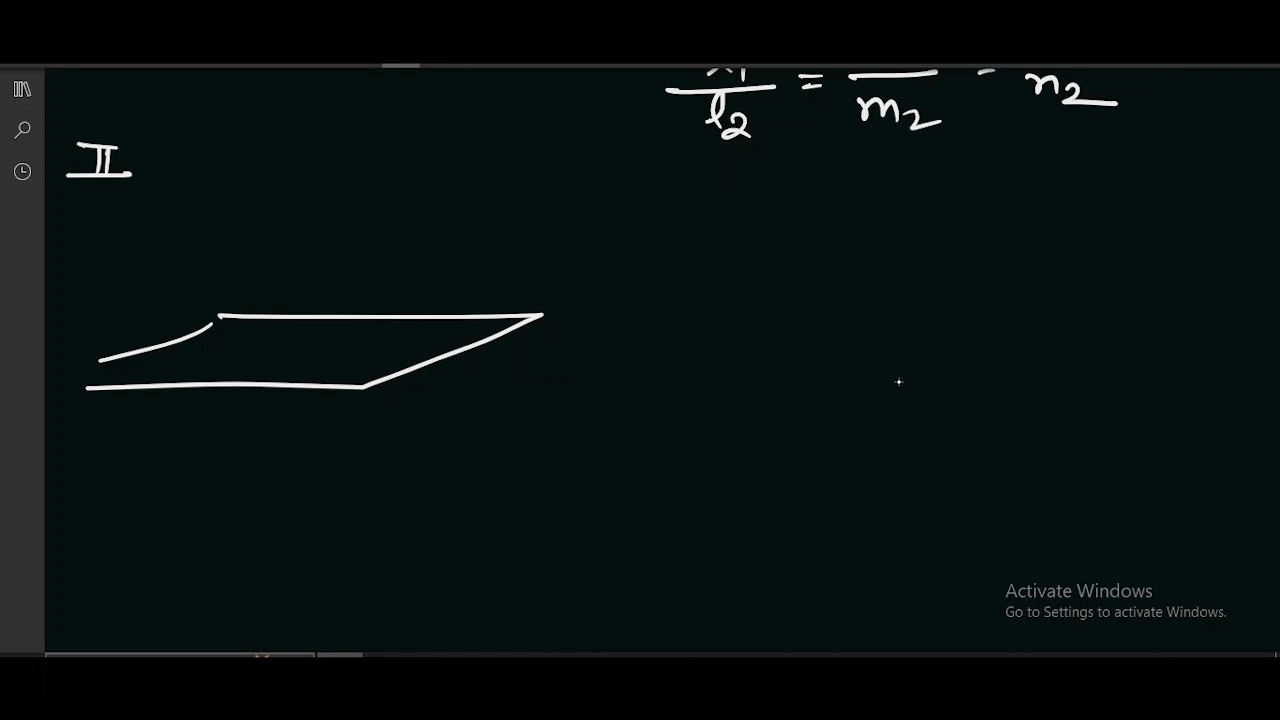 = =
l2 m2 n2
II
Activate Windows
Go to Settings to activate Windows.